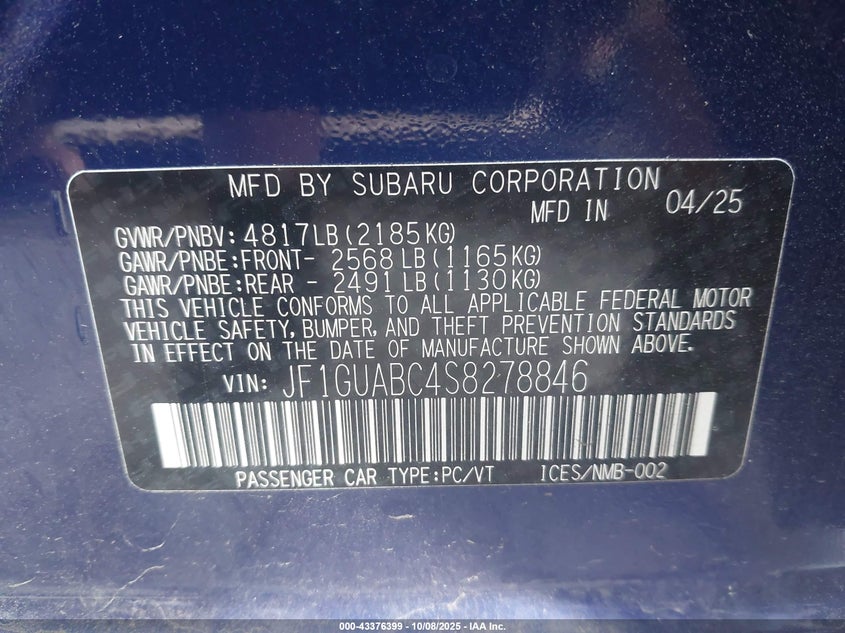 MFD BY SUBARU CORPORATION
MFD IN 04/25
GVWR/PNBV: 4817LB(2185KG)
GAWR/PNBE:FRONT- 2568LB(1165KG)
GAWR/PNBE:REAR - 2491LB(1130KG)
THIS VEHICLE CONFORMS TO ALL APPLICABLE FEDERAL MOTOR
VEHICLE SAFETY, BUMPER, AND THEFT PREVENTION STANDARDS
IN EFFECT ON THE DATE OF MANUFACTURE SHOWN ABOVE.
VIN: JF1GUABC4S8278846
PASSENGER CAR TYPE:PC/VT ICES/NMB-002
000-43376399 - 10/08/2025 - IAA Inc.